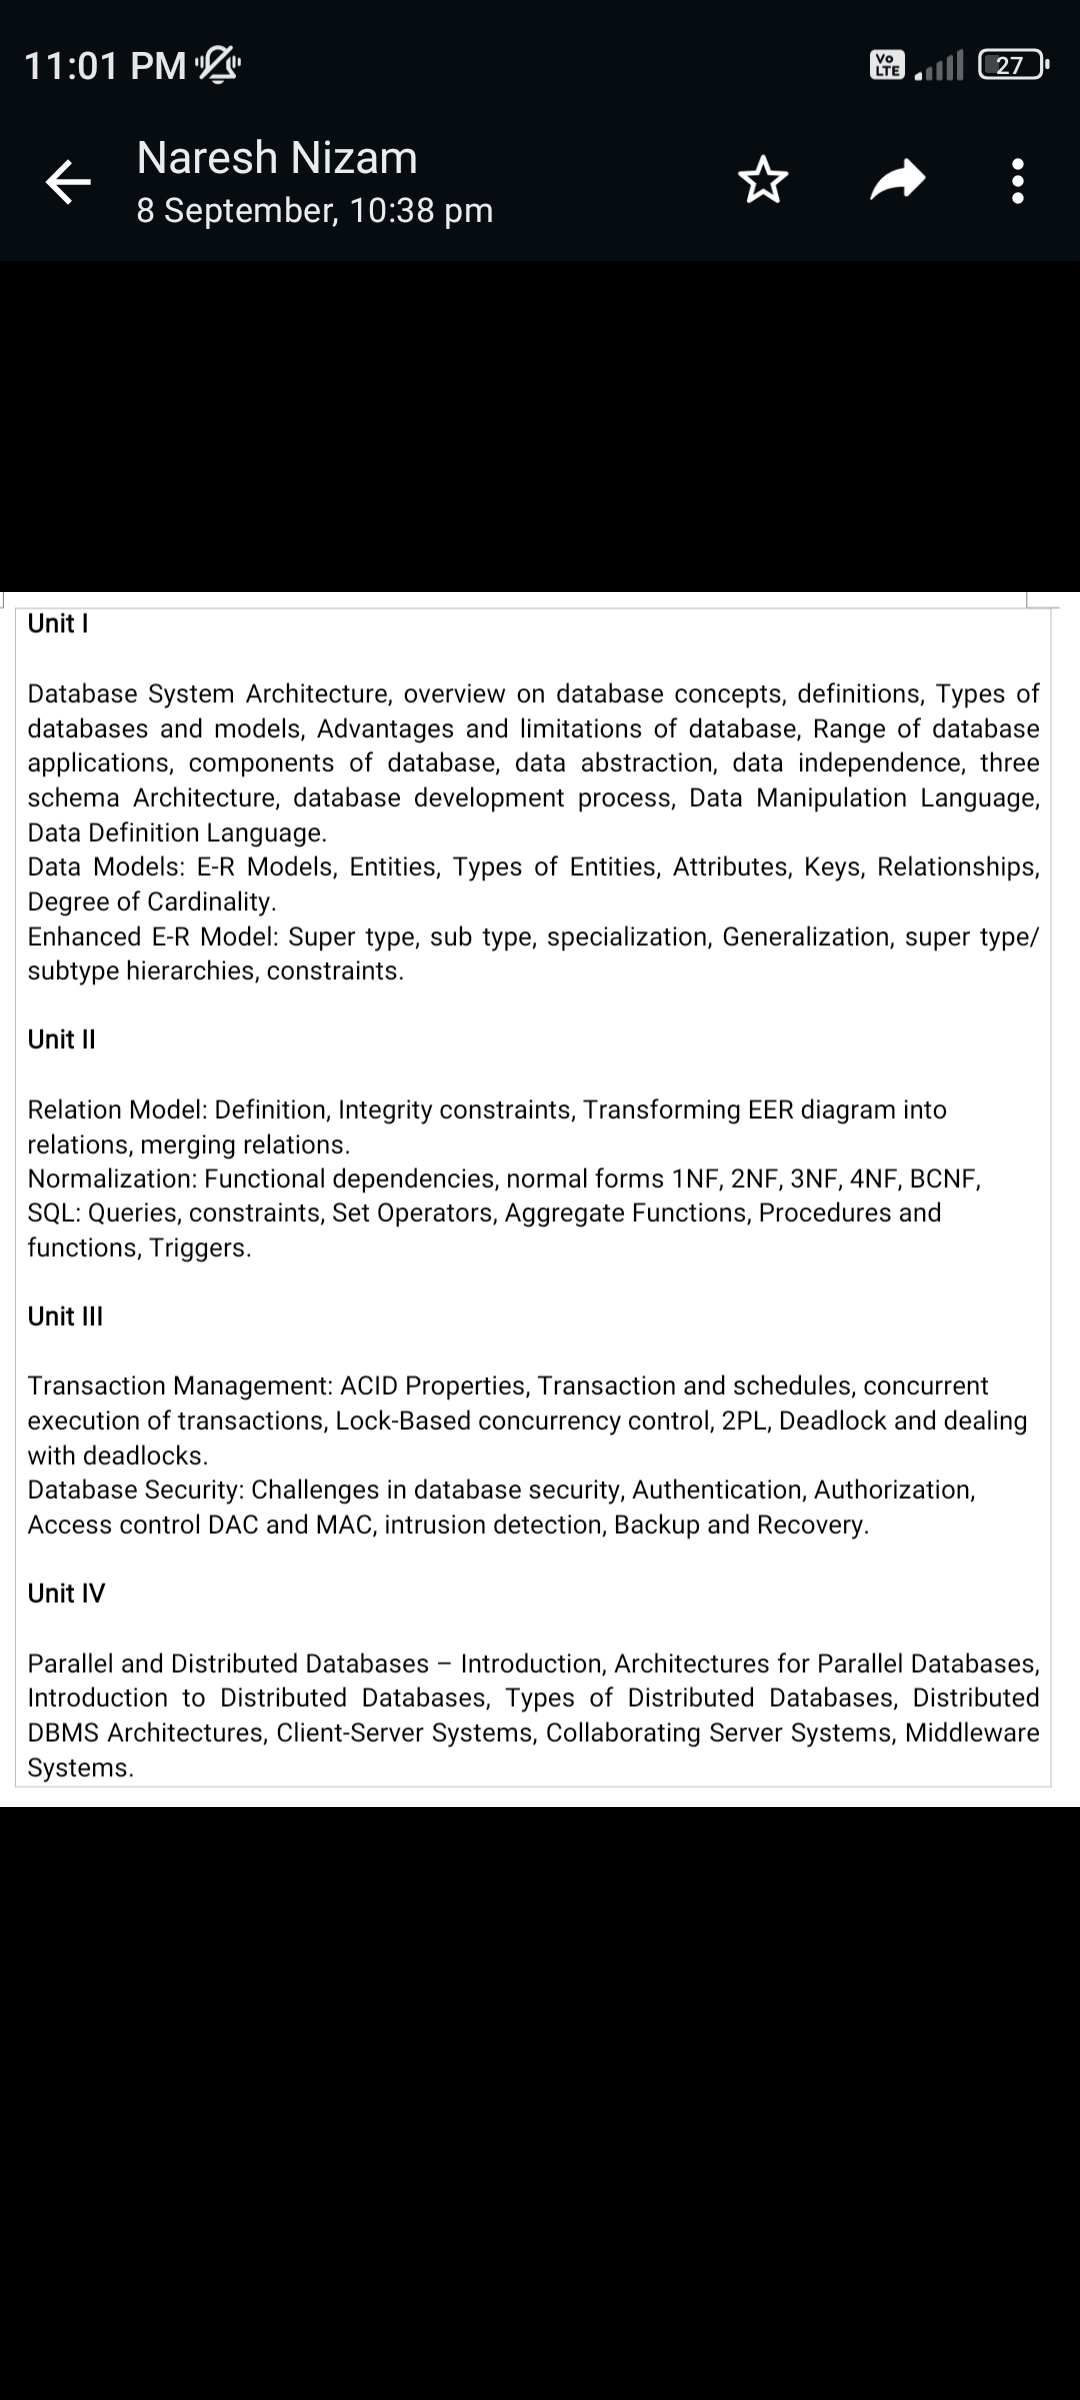 11:01 PM
Vo LTE
27
Naresh Nizam
8 September, 10:38 pm
Unit I
Database System Architecture, overview on database concepts, definitions, Types of
databases and models, Advantages and limitations of database, Range of database
applications, components of database, data abstraction, data independence, three
schema Architecture, database development process, Data Manipulation Language,
Data Definition Language.
Data Models: E-R Models, Entities, Types of Entities, Attributes, Keys, Relationships,
Degree of Cardinality.
Enhanced E-R Model: Super type, sub type, specialization, Generalization, super type/
subtype hierarchies, constraints.
Unit II
Relation Model: Definition, Integrity constraints, Transforming EER diagram into
relations, merging relations.
Normalization: Functional dependencies, normal forms 1NF, 2NF, 3NF, 4NF, BCNF,
SQL: Queries, constraints, Set Operators, Aggregate Functions, Procedures and
functions, Triggers.
Unit III
Transaction Management: ACID Properties, Transaction and schedules, concurrent
execution of transactions, Lock-Based concurrency control, 2PL, Deadlock and dealing
with deadlocks.
Database Security: Challenges in database security, Authentication, Authorization,
Access control DAC and MAC, intrusion detection, Backup and Recovery.
Unit IV
Parallel and Distributed Databases – Introduction, Architectures for Parallel Databases,
Introduction to Distributed Databases, Types of Distributed Databases, Distributed
DBMS Architectures, Client-Server Systems, Collaborating Server Systems, Middleware
Systems.